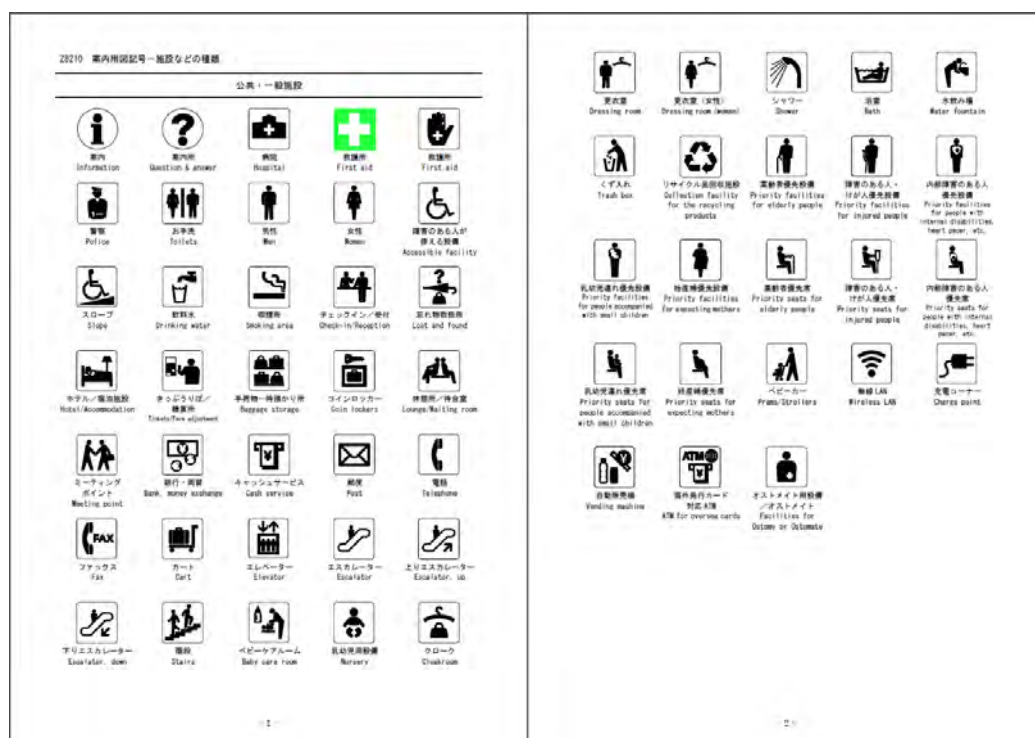 Z8210 案内用図記号－施設などの種類
公共・一般施設
案内
Information
案内所
Question & answer
病院
Hospital
救護所
First aid
救護所
First aid
警察
Police
お手洗
Toilets
男性
Men
女性
Women
障害のある人が
使える設備
Accessible facility
スロープ
Slope
飲料水
Drinking water
喫煙所
Smoking area
チェックイン／受付
Check-in/Reception
忘れ物取扱所
Lost and found
ホテル／宿泊施設
Hotel/Accommodation
きっぷうりば／
精算所
Tickets/Fare adjustment
手荷物一時預かり所
Baggage storage
コインロッカー
Coin lockers
休憩所／待合室
Lounge/Waiting room
ミーティング
ポイント
Meeting point
銀行・両替
Bank, money exchange
¥
キャッシュサービス
Cash service
郵便
Post
電話
Telephone
FAX
ファックス
Fax
カート
Cart
エレベーター
Elevator
エスカレーター
Escalator
上りエスカレーター
Escalator, up
下りエスカレーター
Escalator, down
階段
Stairs
ベビーケアルーム
Baby care room
乳幼児用設備
Nursery
クローク
Cloakroom
- 1 -
更衣室
Dressing room
更衣室（女性）
Dressing room (women)
シャワー
Shower
浴室
Bath
水飲み場
Water fountain
くず入れ
Trash box
リサイクル品回収施設
Collection facility
for the recycling
products
高齢者優先設備
Priority facilities
for elderly people
障害のある人・
けが人優先設備
Priority facilities
for injured people
内部障害のある人
優先設備
Priority facilities
for people with
internal disabilities,
heart pacer, etc.
乳幼児連れ優先設備
Priority facilities
for people accompanied
with small children
妊産婦優先設備
Priority facilities
for expecting mothers
高齢者優先席
Priority seats for
elderly people
障害のある人・
けが人優先席
Priority seats for
injured people
内部障害のある人
優先席
Priority seats for
people with internal
disabilities, heart
pacer, etc.
乳幼児連れ優先席
Priority seats for
people accompanied
with small children
妊産婦優先席
Priority seats for
expecting mothers
ベビーカー
Prams/Strollers
無線LAN
Wireless LAN
充電コーナー
Charge point
自動販売機
Vending machine
ATM
¥
海外発行カード
対応ATM
ATM for oversea cards
オストメイト用設備
／オストメイト
Facilities for
Ostomy or Ostomate
- 2 -